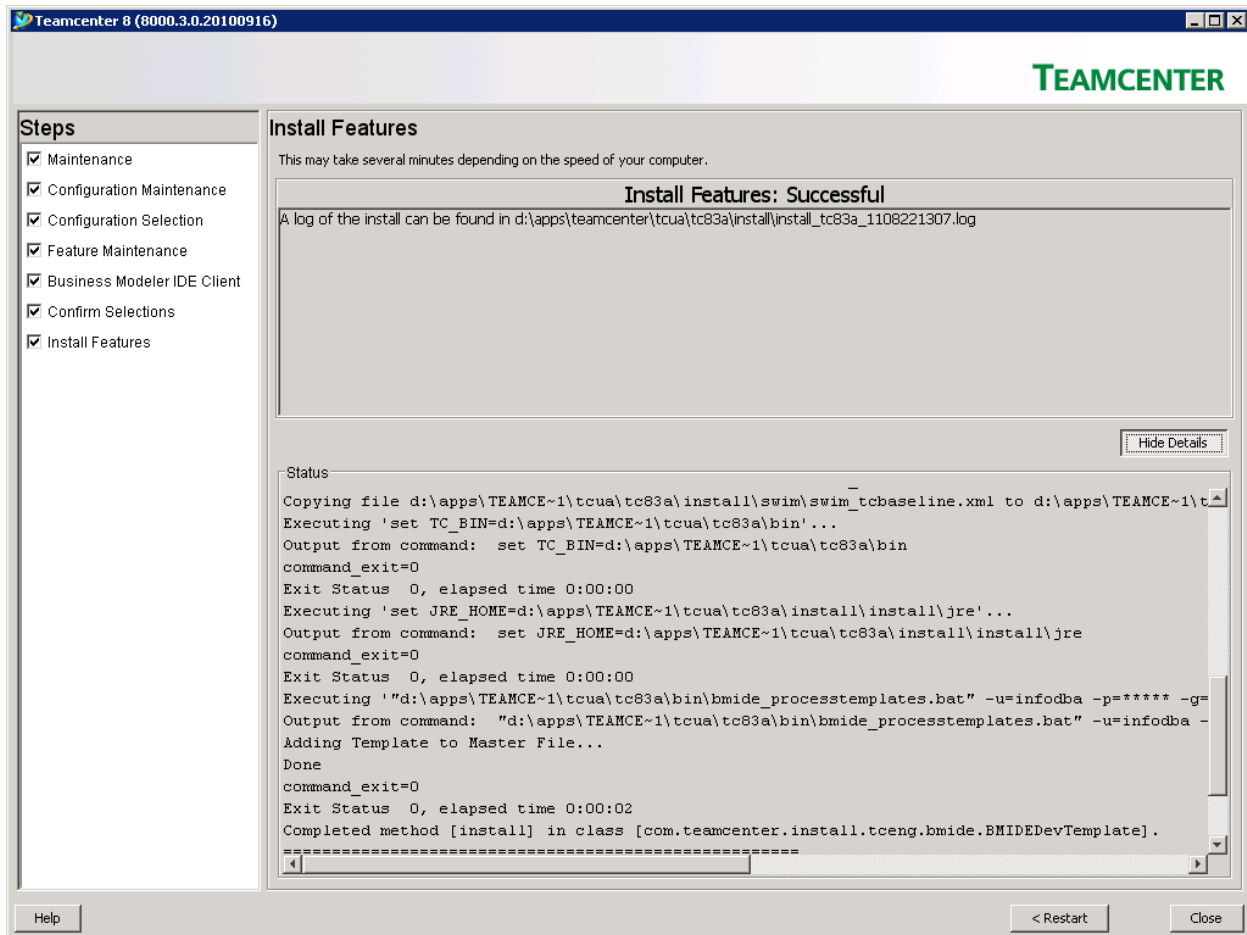 Teamcenter 8 (8000.3.0.20100916)
TEAMCENTER
Steps
Maintenance
Configuration Maintenance
Configuration Selection
Feature Maintenance
Business Modeler IDE Client
Confirm Selections
Install Features
Install Features
This may take several minutes depending on the speed of your computer.
Install Features: Successful
A log of the install can be found in d:\apps\teamcenter\tcua\tc83a\install\install_tc83a_1108221307.log
Hide Details
Status
Copying file d:\apps\TEAMCE~1\tcua\tc83a\install\swim\swim_tcbaseline.xml to d:\apps\TEAMCE~1\t
Executing 'set TC_BIN=d:\apps\TEAMCE~1\tcua\tc83a\bin'...
Output from command:  set TC_BIN=d:\apps\TEAMCE~1\tcua\tc83a\bin
command_exit=0
Exit Status  0, elapsed time 0:00:00
Executing 'set JRE_HOME=d:\apps\TEAMCE~1\tcua\tc83a\install\install\jre'...
Output from command:  set JRE_HOME=d:\apps\TEAMCE~1\tcua\tc83a\install\install\jre
command_exit=0
Exit Status  0, elapsed time 0:00:00
Executing '"d:\apps\TEAMCE~1\tcua\tc83a\bin\bmide_processtemplates.bat" -u=infodba -p=***** -g=
Output from command:  "d:\apps\TEAMCE~1\tcua\tc83a\bin\bmide_processtemplates.bat" -u=infodba -
Adding Template to Master File...
Done
command_exit=0
Exit Status  0, elapsed time 0:00:02
Completed method [install] in class [com.teamcenter.install.tceng.bmide.BMIDEDevTemplate].
=====================================================
Help
< Restart
Close